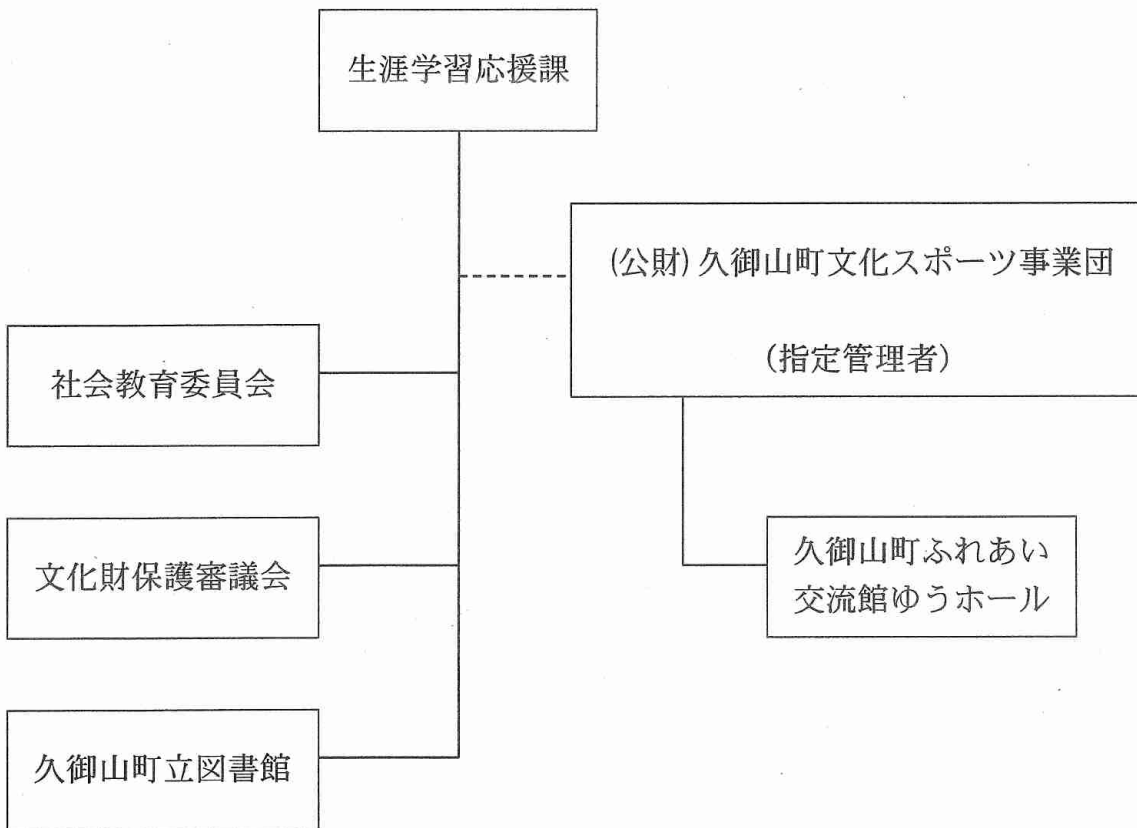 生涯学習応援課
(公財)久御山町文化スポーツ事業団
(指定管理者)
社会教育委員会
文化財保護審議会
久御山町ふれあい
交流館ゆうホール
久御山町立図書館